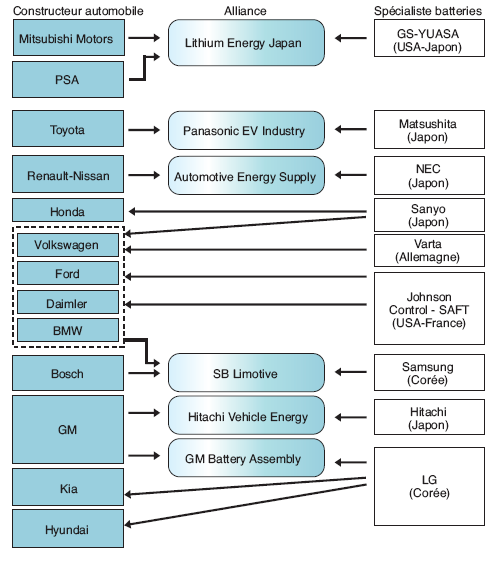 Constructeur automobile
Alliance
Spécialiste batteries
Mitsubishi Motors
Lithium Energy Japan
GS-YUASA
(USA-Japon)
PSA
Toyota
Panasonic EV Industry
Matsushita
(Japon)
Renault-Nissan
Automotive Energy Supply
NEC
(Japon)
Honda
Sanyo
(Japon)
Volkswagen
Varta
(Allemagne)
Ford
Daimler
Johnson
Control - SAFT
(USA-France)
BMW
Bosch
SB Limotive
Samsung
(Corée)
GM
Hitachi Vehicle Energy
Hitachi
(Japon)
GM Battery Assembly
LG
(Corée)
Kia
Hyundai